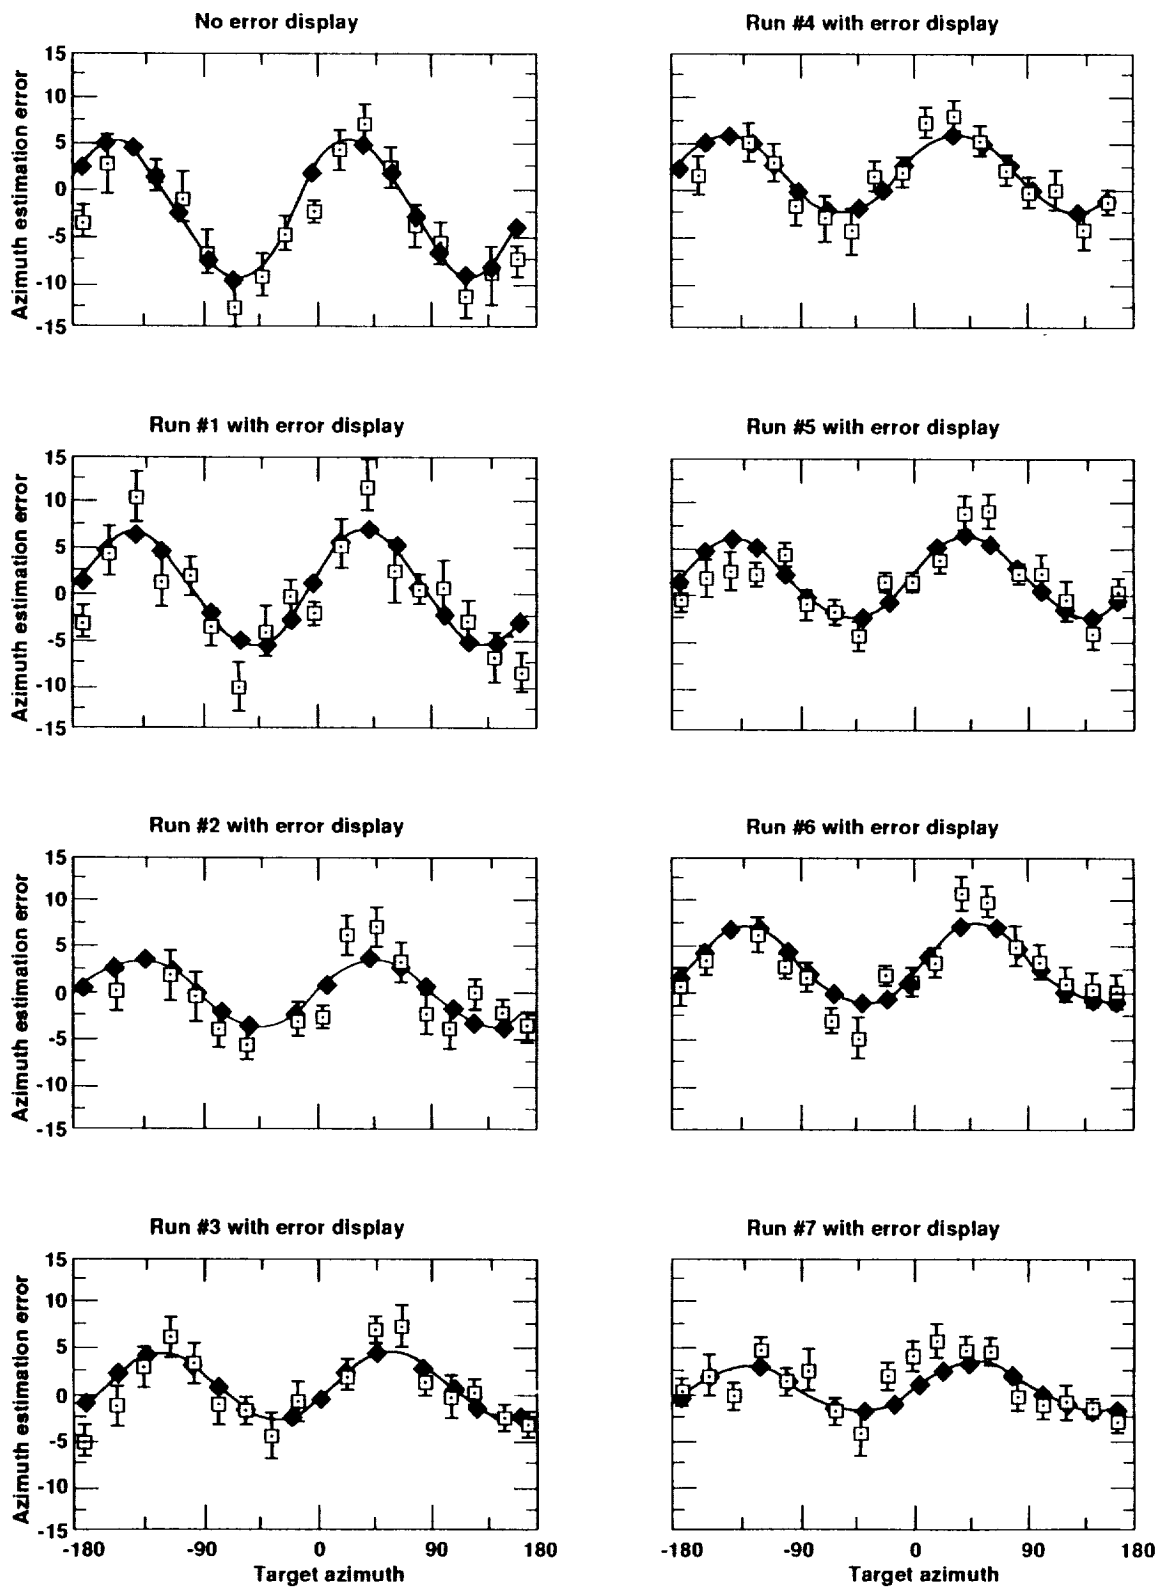 No error display
Run #4 with error display
15
10
5
0
-5
-10
-15
Azimuth estimation error
Run #1 with error display
Run #5 with error display
15
10
5
0
-5
-10
-15
Azimuth estimation error
Run #2 with error display
Run #6 with error display
15
10
5
0
-5
-10
-15
Azimuth estimation error
Run #3 with error display
Run #7 with error display
15
10
5
0
-5
-10
-15
Azimuth estimation error
-180 -90 0 90 180
Target azimuth
-180 -90 0 90 180
Target azimuth